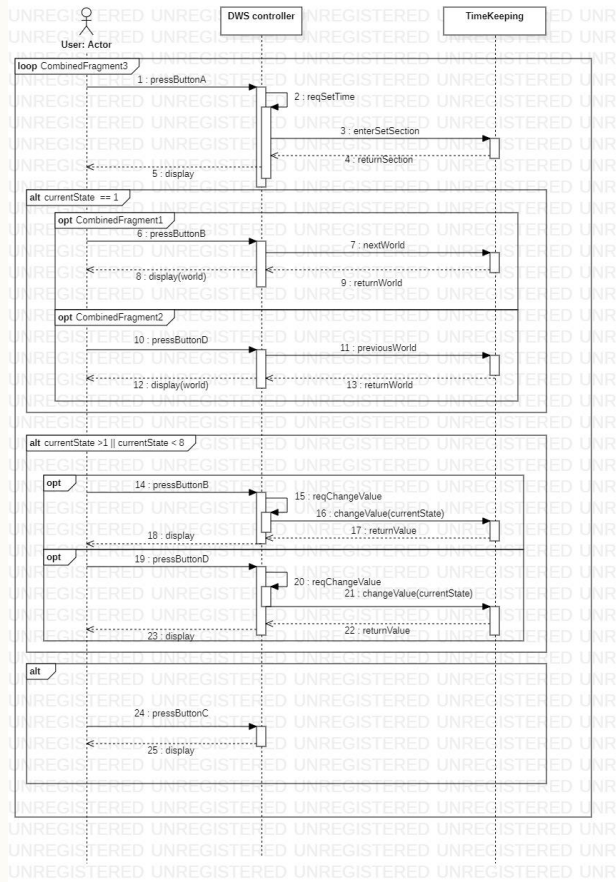 DWS controller
TimeKeeping
User: Actor
loop CombinedFragment3
1 : pressButtonA
2 : reqSetTime
3 : enterSetSection
4 : returnSection
5 : display
alt currentState == 1
opt CombinedFragment1
6 : pressButtonB
7 : nextWorld
8 : display(world)
9 : returnWorld
opt CombinedFragment2
10 : pressButtonD
11 : previousWorld
12 : display(world)
13 : returnWorld
alt currentState >1 || currentState < 8
opt
14 : pressButtonB
15 : reqChangeValue
16 : changeValue(currentState)
17 : returnValue
18 : display
opt
19 : pressButtonD
20 : reqChangeValue
21 : changeValue(currentState)
22 : returnValue
23 : display
alt
24 : pressButtonC
25 : display
UNREGISTERED